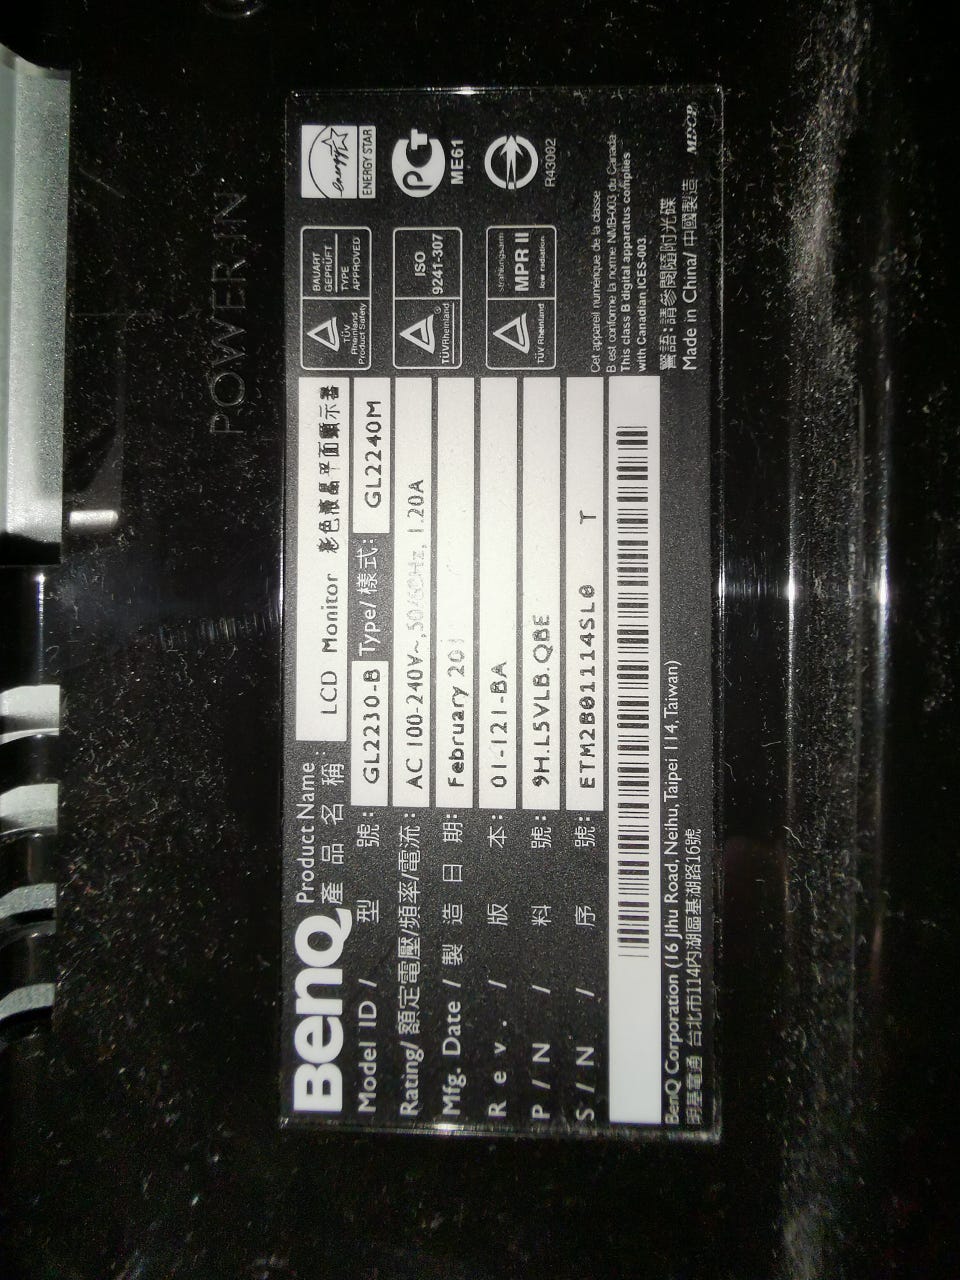 POWER IN
BenQ
Product Name
產品名稱: LCD Monitor 彩色液晶平面顯示器
Model ID / 型號: GL2230-B Type/樣式: GL2240M
Rating/ 額定電壓/頻率/電流: AC 100-240V~, 50/60Hz, 1.20A
Mfg. Date / 製造日期: February
Rev. / 版本: 01-121-BA
P/N / 料號: 9H.L5VLB.QBE
S/N / 序號: ETM2B01114SL0 T
BenQ Corporation (16 Jihu Road, Neihu, Taipei 114, Taiwan)
明基電通 台北市114內湖區基湖路16號
BAUART
GEPRÜFT
TYPE
APPROVED
TÜV
Rheinland
Product Safety
energy
ENERGY STAR
ISO
9241-307
TÜVRheinland
PCT
ME61
strahlungsarm
MPR II
low radiation
TÜV Rheinland
R43002
Cet appareil numérique de la classe
B est conforme la norme NMB-003 du Canada
This class B digital apparatus complies
with Canadian ICES-003.
警語:請參閱隨附光碟
Made in China/ 中國製造